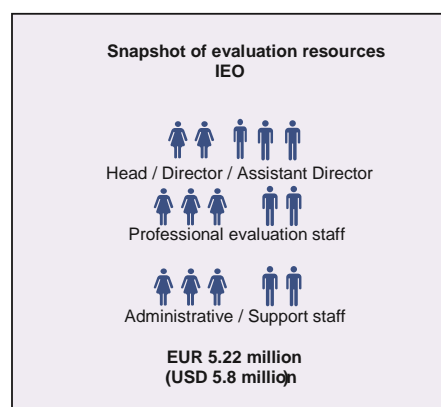 Snapshot of evaluation resources
IEO
Head / Director / Assistant Director
Professional evaluation staff
Administrative / Support staff
EUR 5.22 million
(USD 5.8 million)